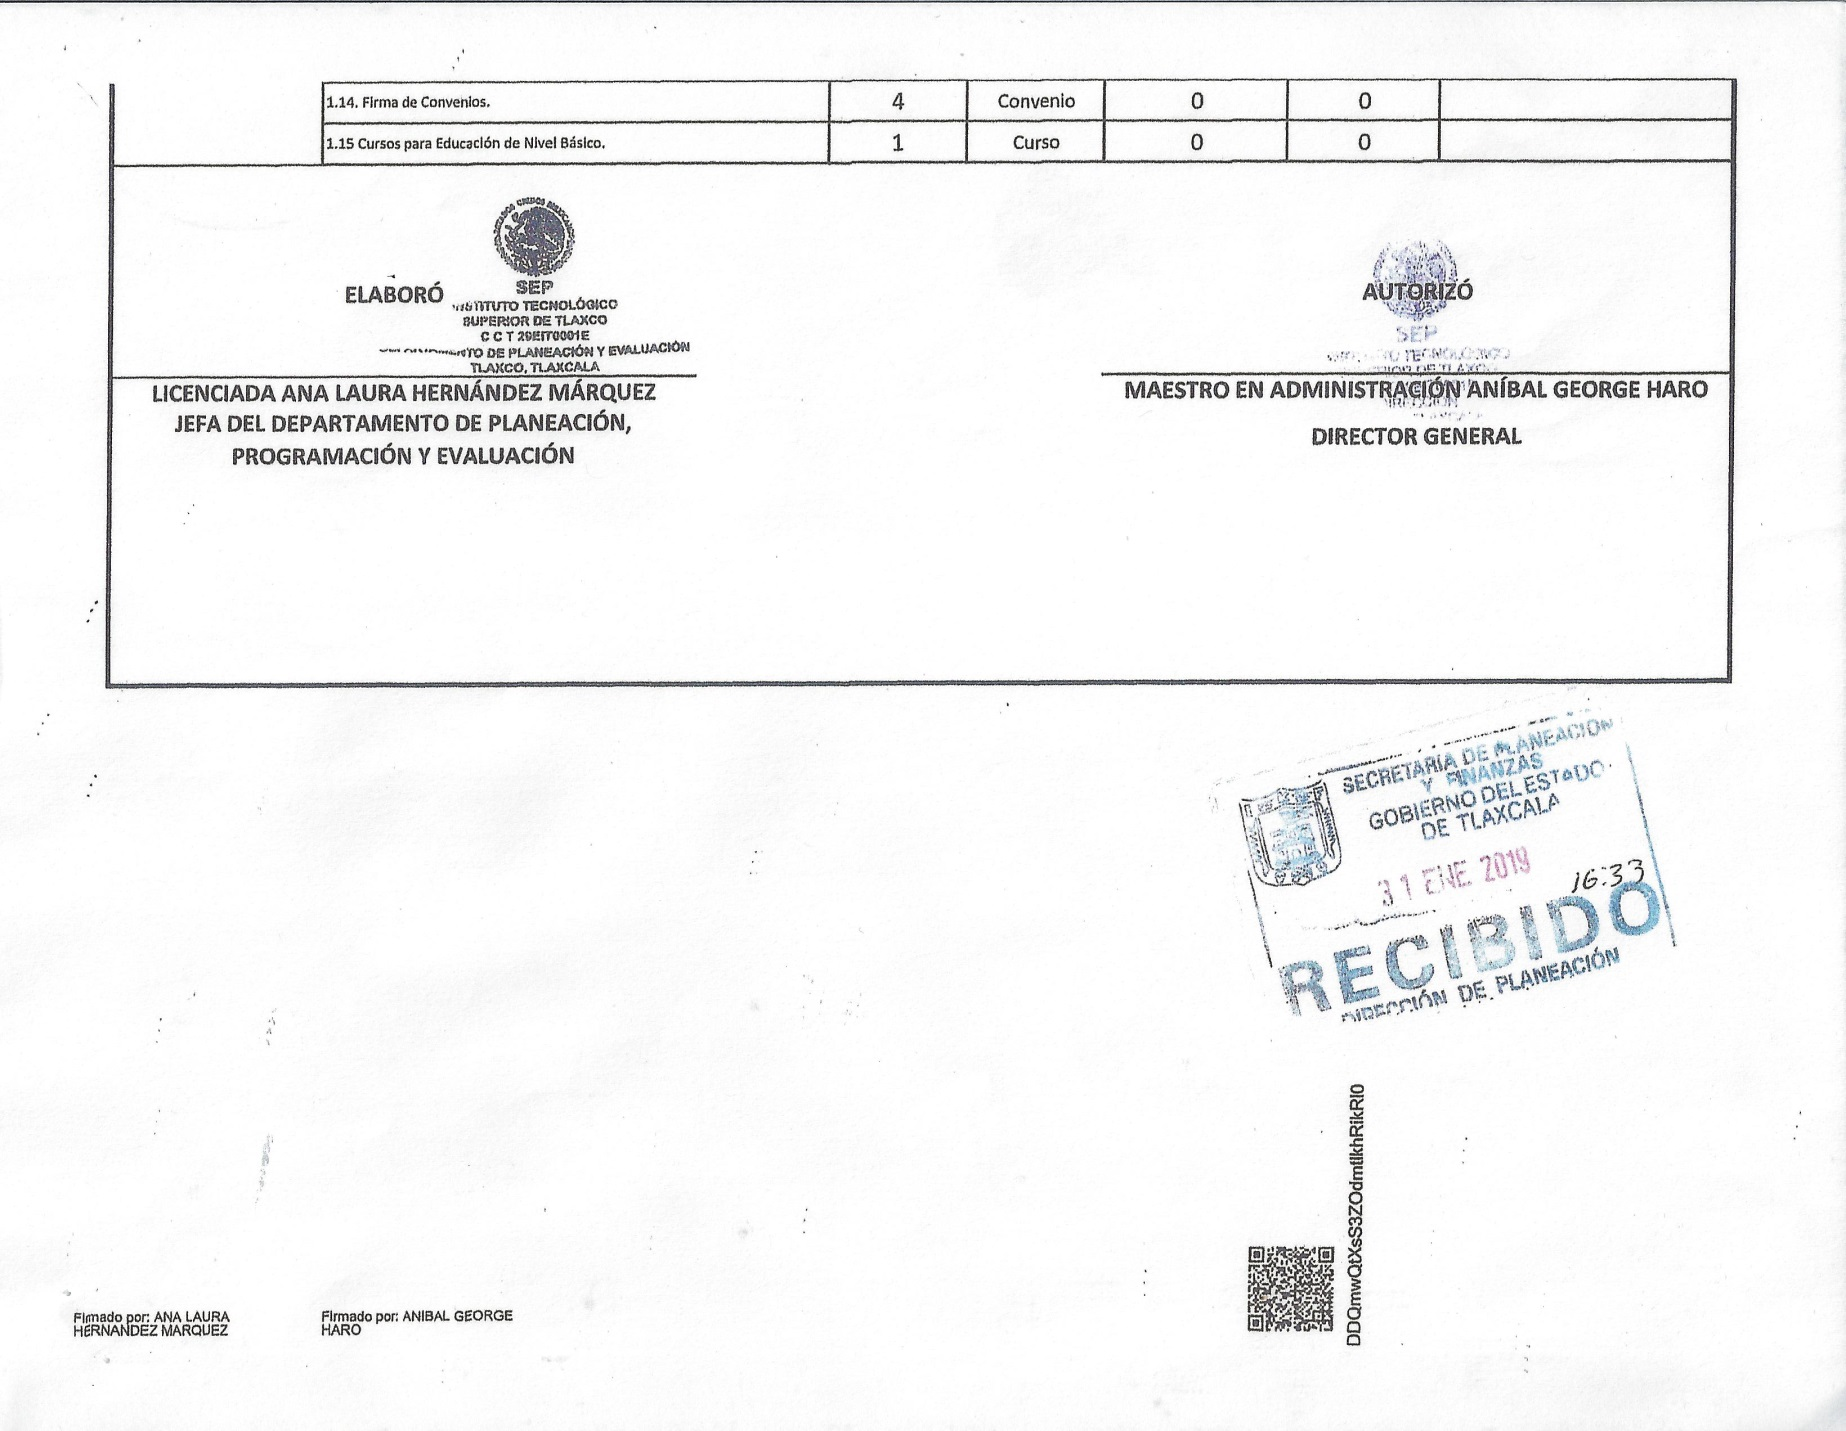 1.14. Firma de Convenios. 4 Convenio 0 0
1.15 Cursos para Educación de Nivel Básico. 1 Curso 0 0
SEP
ELABORÓ
INSTITUTO TECNOLÓGICO
SUPERIOR DE TLAXCO
C C T 29EIT0001E
DEPARTAMENTO DE PLANEACIÓN Y EVALUACIÓN
TLAXCO, TLAXCALA
LICENCIADA ANA LAURA HERNÁNDEZ MÁRQUEZ
JEFA DEL DEPARTAMENTO DE PLANEACIÓN,
PROGRAMACIÓN Y EVALUACIÓN
AUTORIZÓ
SEP
TECNOLÓGICO
MAESTRO EN ADMINISTRACIÓN ANÍBAL GEORGE HARO
DIRECCIÓN
DIRECTOR GENERAL
SECRETARÍA DE PLANEACIÓN
Y FINANZAS
GOBIERNO DEL ESTADO
DE TLAXCALA
31 ENE 2019 16:33
RECIBIDO
DIRECCIÓN DE PLANEACIÓN
DDQmwQtXsS3ZOdmtlkhRikRI0
Firmado por: ANA LAURA
HERNANDEZ MARQUEZ
Firmado por: ANIBAL GEORGE
HARO